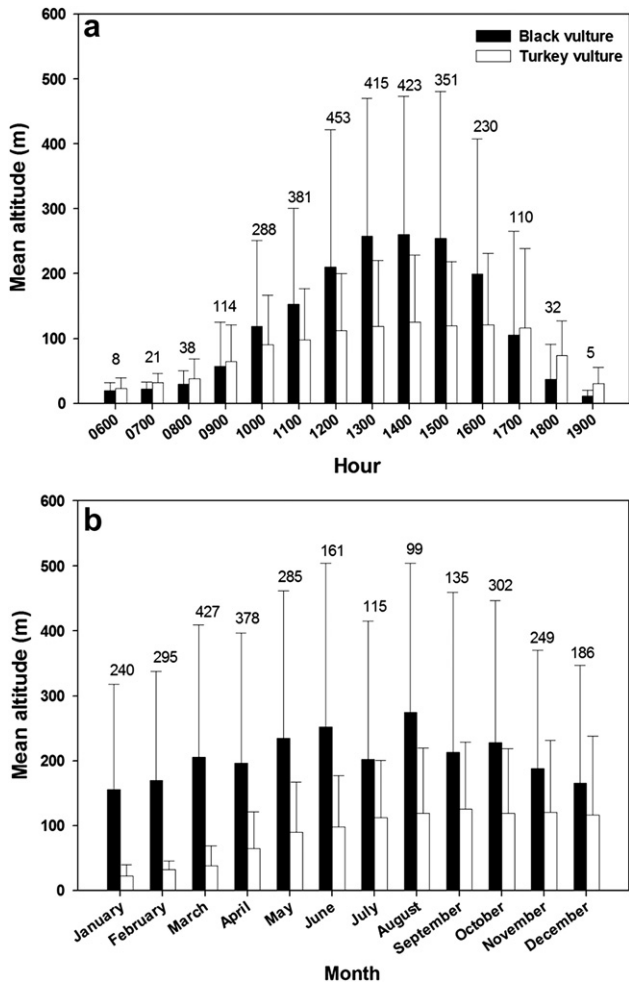 a
Black vulture
Turkey vulture
600
500
400
300
200
100
0
Mean altitude (m)
8
21
38
114
288
381
453
415
423
351
230
110
32
5
0600
0700
0800
0900
1000
1100
1200
1300
1400
1500
1600
1700
1800
1900
Hour
b
600
500
400
300
200
100
0
Mean altitude (m)
240
295
427
378
285
161
115
99
135
302
249
186
January
February
March
April
May
June
July
August
September
October
November
December
Month